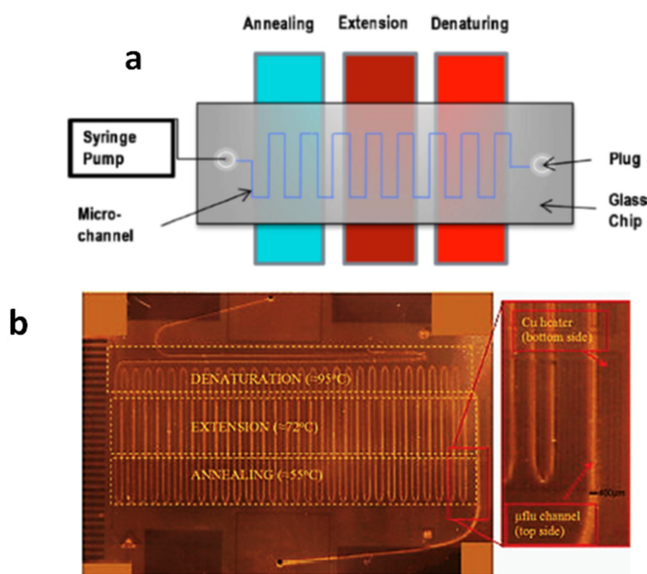 Annealing Extension Denaturing
a
Syringe
Pump
Plug
Micro-
channel
Glass
Chip
b
Cu heater
(bottom side)
DENATURATION (≈95°C)
EXTENSION (≈72°C)
ANNEALING (≈55°C)
400µm
µflu channel
(top side)